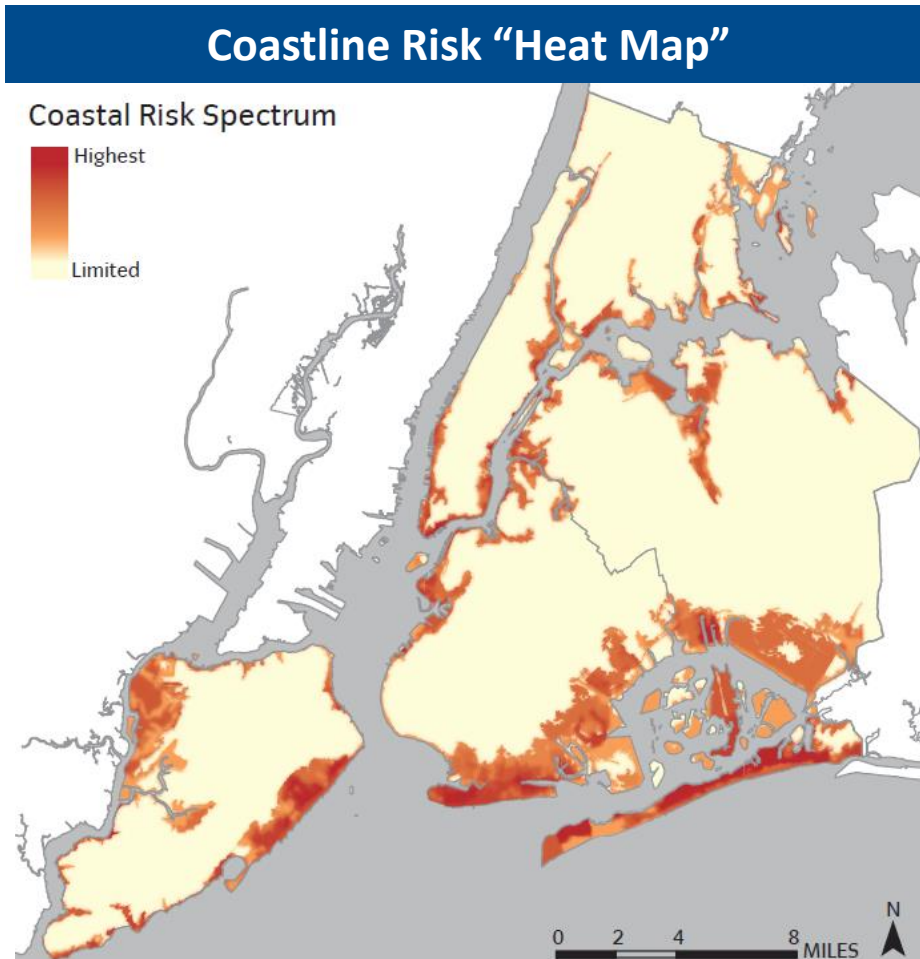 Coastline Risk “Heat Map”
Coastal Risk Spectrum
Highest
Limited
N
0 2 4 8 MILES